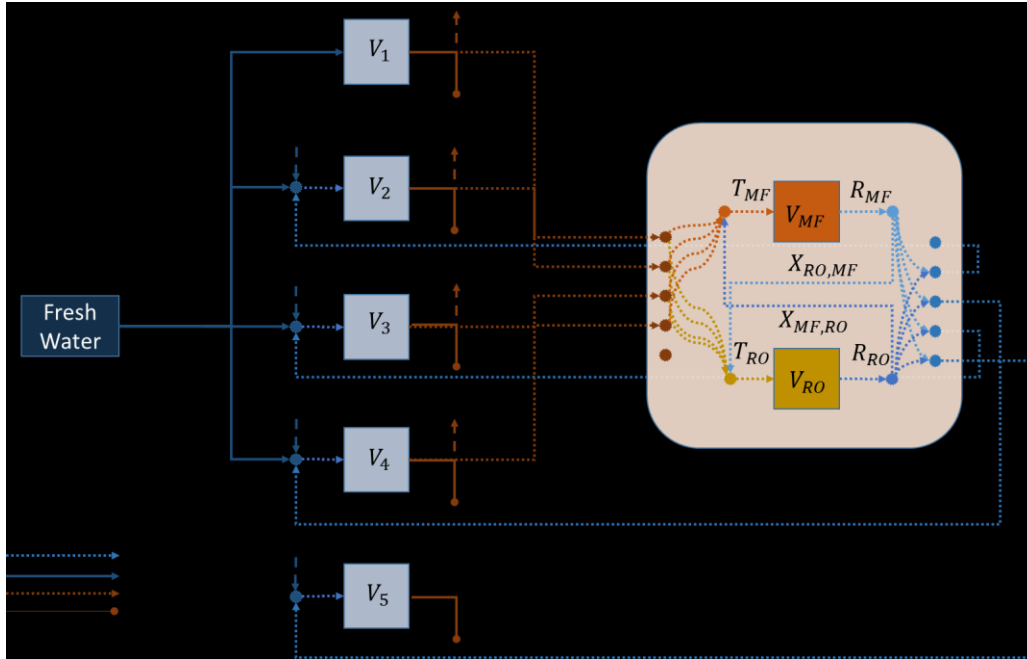 V1
V2
T_MF
R_MF
V_MF
X_RO,MF
Fresh
Water
V3
X_MF,RO
T_RO
R_RO
V_RO
V4
V5